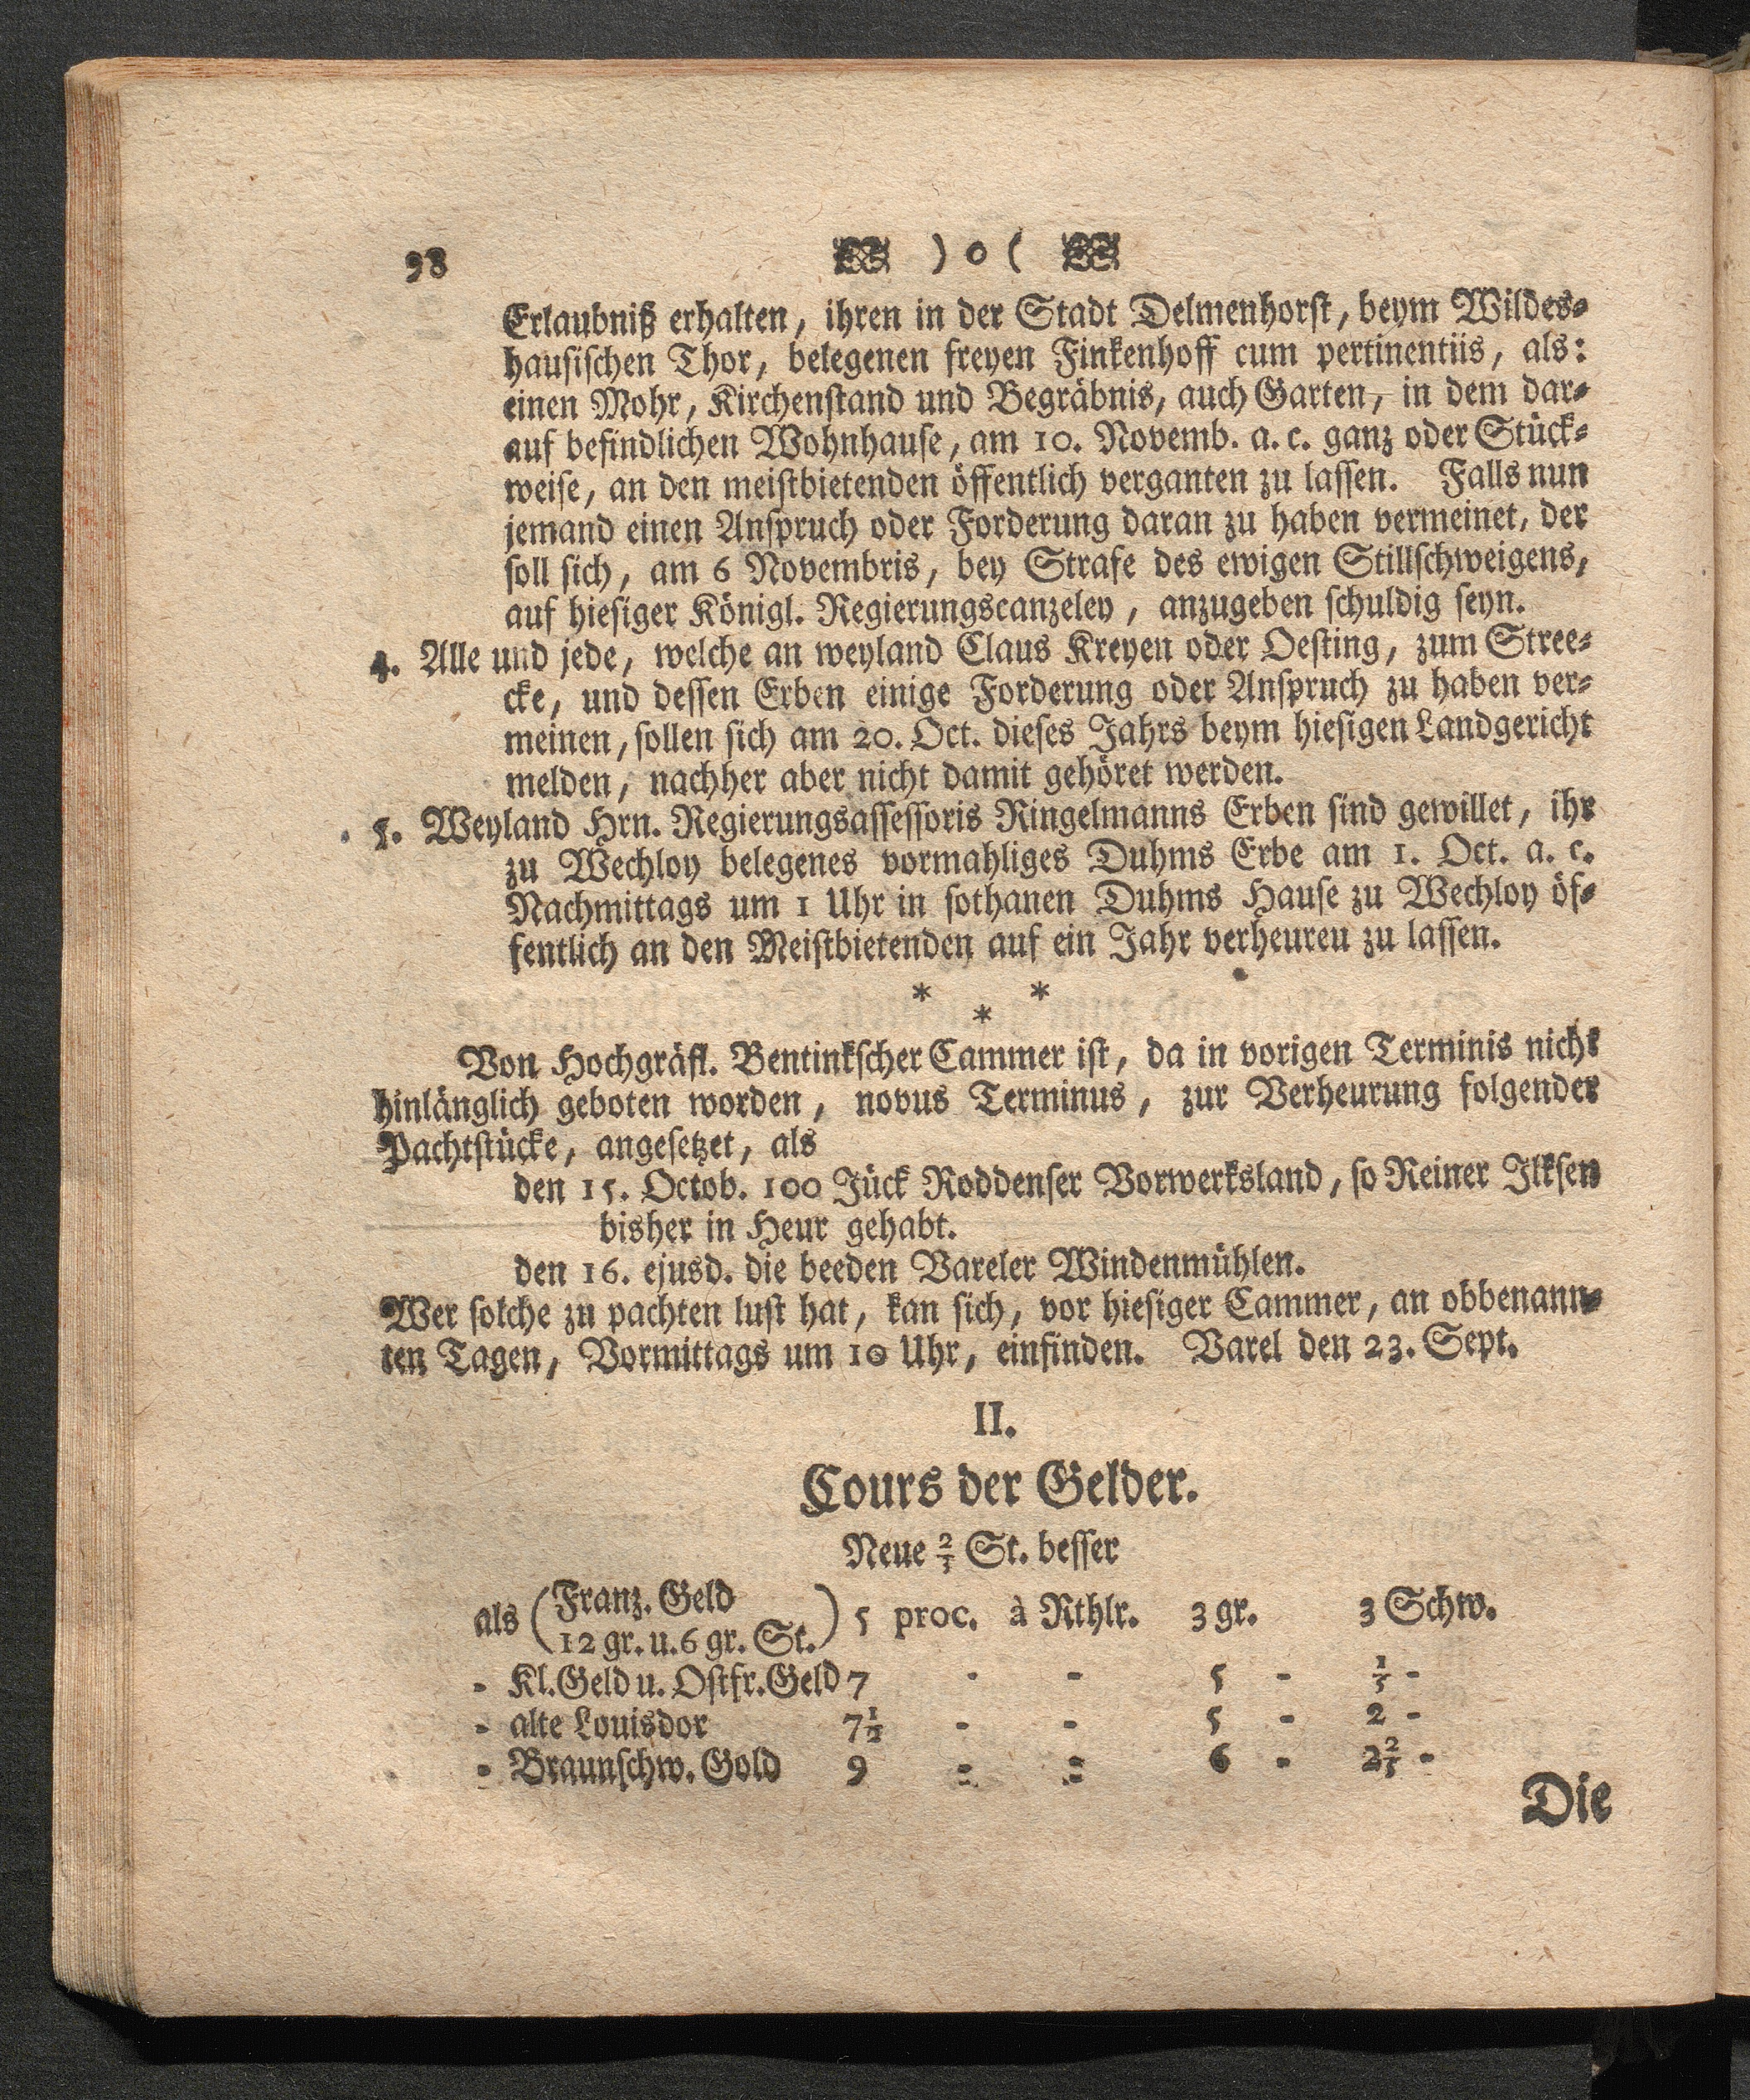 98 ) o (
Erlaubniß erhalten, ihren in der Stadt Delmenhorst, beym Wildes-
hausischen Thor, belegenen freyen Finkenhoff cum pertinentiis, als:
einen Mohr, Kirchenstand und Begräbnis, auch Garten, in dem dar-
auf befindlichen Wohnhause, am 10. Novemb. a. c. ganz oder Stück-
weise, an den meistbietenden öffentlich verganten zu lassen. Falls nun
jemand einen Anspruch oder Forderung daran zu haben vermeinet, der
soll sich, am 6 Novembris, bey Strafe des ewigen Stillschweigens,
auf hiesiger Königl. Regierungscanzeley, anzugeben schuldig seyn.
4. Alle und jede, welche an weyland Claus Kreyen oder Oesting, zum Stree-
cke, und dessen Erben einige Forderung oder Anspruch zu haben ver-
meinen, sollen sich am 20. Oct. dieses Jahrs beym hiesigen Landgericht
melden, nachher aber nicht damit gehöret werden.
5. Weyland Hrn. Regierungsassessoris Ringelmanns Erben sind gewillet, ihr
zu Wechloy belegenes vormahliges Duhms Erbe am 1. Oct. a. c.
Nachmittags um 1 Uhr in sothanen Duhms Hause zu Wechloy öf-
fentlich an den Meistbietenden auf ein Jahr verheureu zu lassen.
* * *
Von Hochgräfl. Bentinkscher Cammer ist, da in vorigen Terminis nicht
hinlänglich geboten worden, novus Terminus, zur Verheurung folgender
Pachtstücke, angesetzet, als
den 15. Octob. 100 Jück Roddenser Vorwerksland, so Reiner Ilksen
bisher in Heur gehabt.
den 16. ejusd. die beeden Vareler Windenmühlen.
Wer solche zu pachten lust hat, kan sich, vor hiesiger Cammer, an obbenann-
ten Tagen, Vormittags um 10 Uhr, einfinden. Varel den 23. Sept.
II.
Cours der Gelder.
Neue 2/3 St. besser
als (Franz. Geld
12 gr. u. 6 gr. St.) 5 proc. à Rthlr. 3 gr. 3 Schw.
- Kl. Geld u. Ostfr. Geld 7 - - 5 - 1/5 -
- alte Louisdor 7 1/2 - - 5 - 2 -
- Braunschw. Gold 9 - - 6 - 2 2/5 -
Die